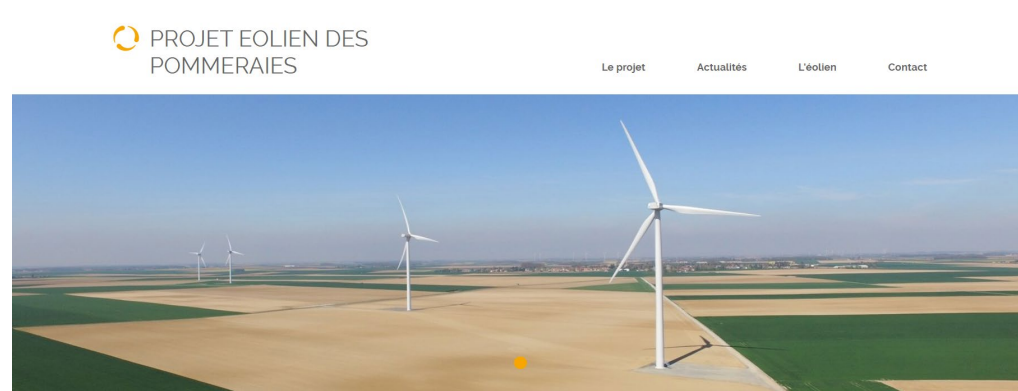 PROJET EOLIEN DES
POMMERAIES
Le projet Actualités L'éolien Contact